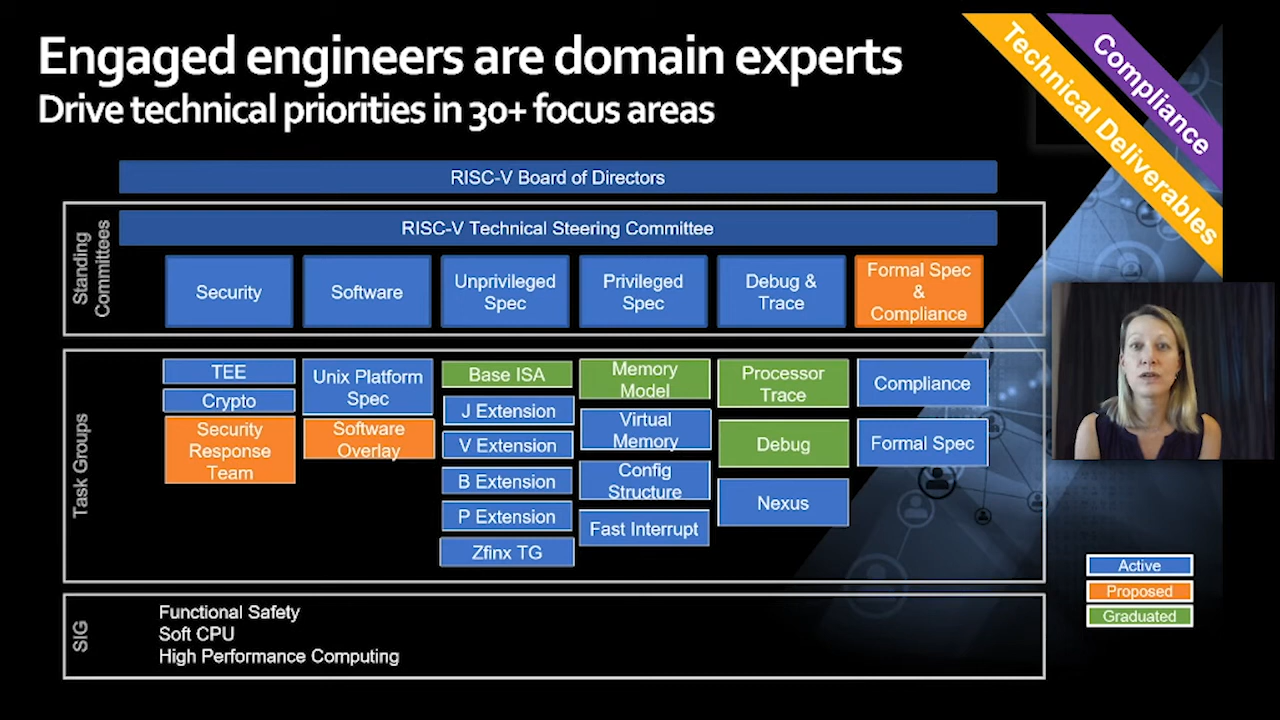 Engaged engineers are domain experts
Drive technical priorities in 30+ focus areas
Compliance
Technical Deliverables
RISC-V Board of Directors
Standing
Committees
RISC-V Technical Steering Committee
Security
Software
Unprivileged
Spec
Privileged
Spec
Debug &
Trace
Formal Spec
&
Compliance
Task Groups
TEE
Crypto
Security
Response
Team
Unix Platform
Spec
Software
Overlay
Base ISA
J Extension
V Extension
B Extension
P Extension
Zfinx TG
Memory
Model
Virtual
Memory
Config
Structure
Fast Interrupt
Processor
Trace
Debug
Nexus
Compliance
Formal Spec
Active
Proposed
Graduated
SIG
Functional Safety
Soft CPU
High Performance Computing